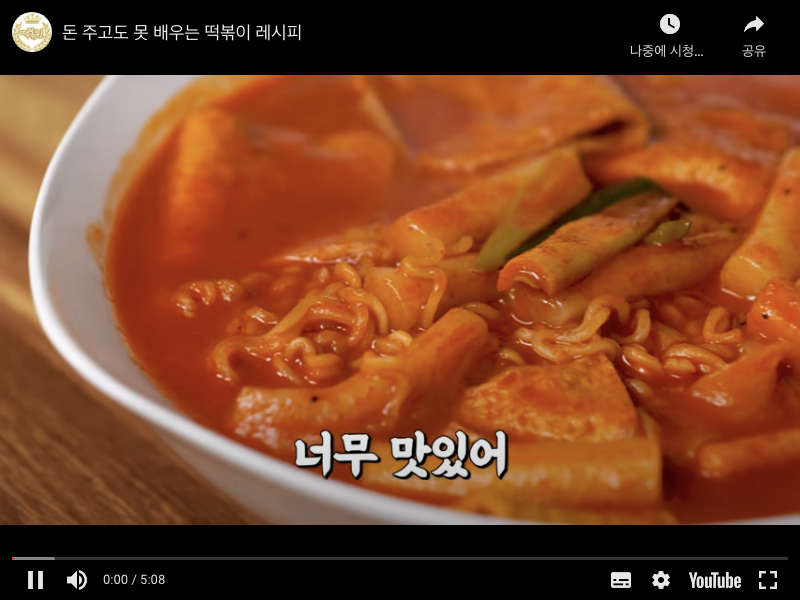 돈 주고도 못 배우는 떡볶이 레시피
나중에 시청...
공유
너무 맛있어
0:00 / 5:08
YouTube